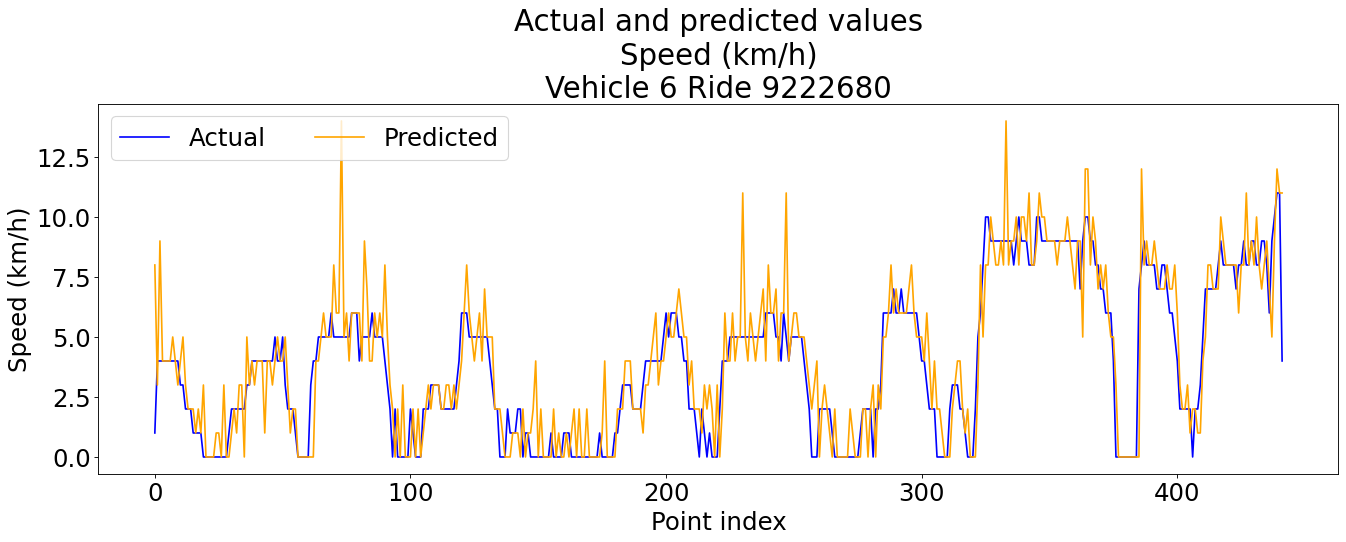 Actual and predicted values
Speed (km/h)
Vehicle 6 Ride 9222680
Actual Predicted
12.5
10.0
7.5
5.0
2.5
0.0
Speed (km/h)
0 100 200 300 400
Point index